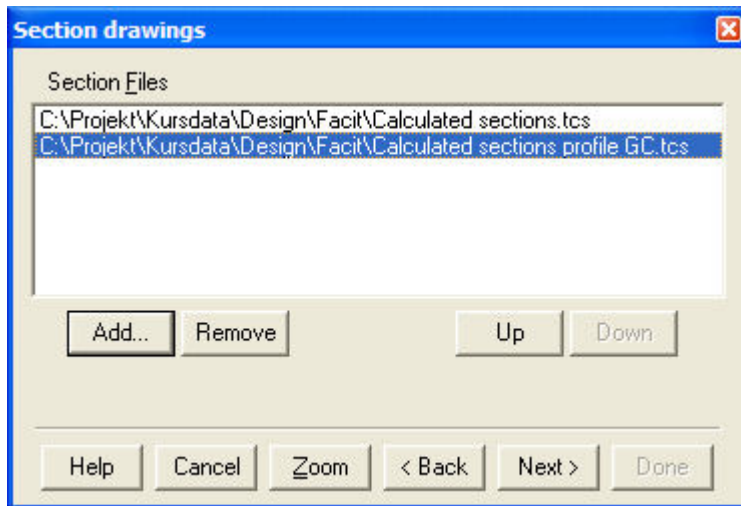 Section drawings
Section Files
C:\Projekt\Kursdata\Design\Facit\Calculated sections.tcs
C:\Projekt\Kursdata\Design\Facit\Calculated sections profile GC.tcs
Add... Remove Up Down
Help Cancel Zoom < Back Next > Done